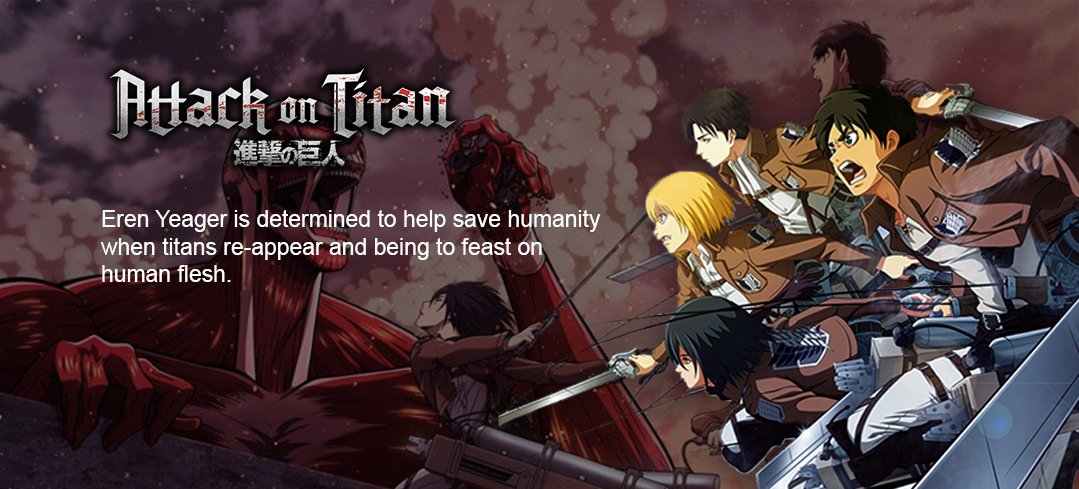 Attack on Titan
進撃の巨人
Eren Yeager is determined to help save humanity
when titans re-appear and being to feast on
human flesh.